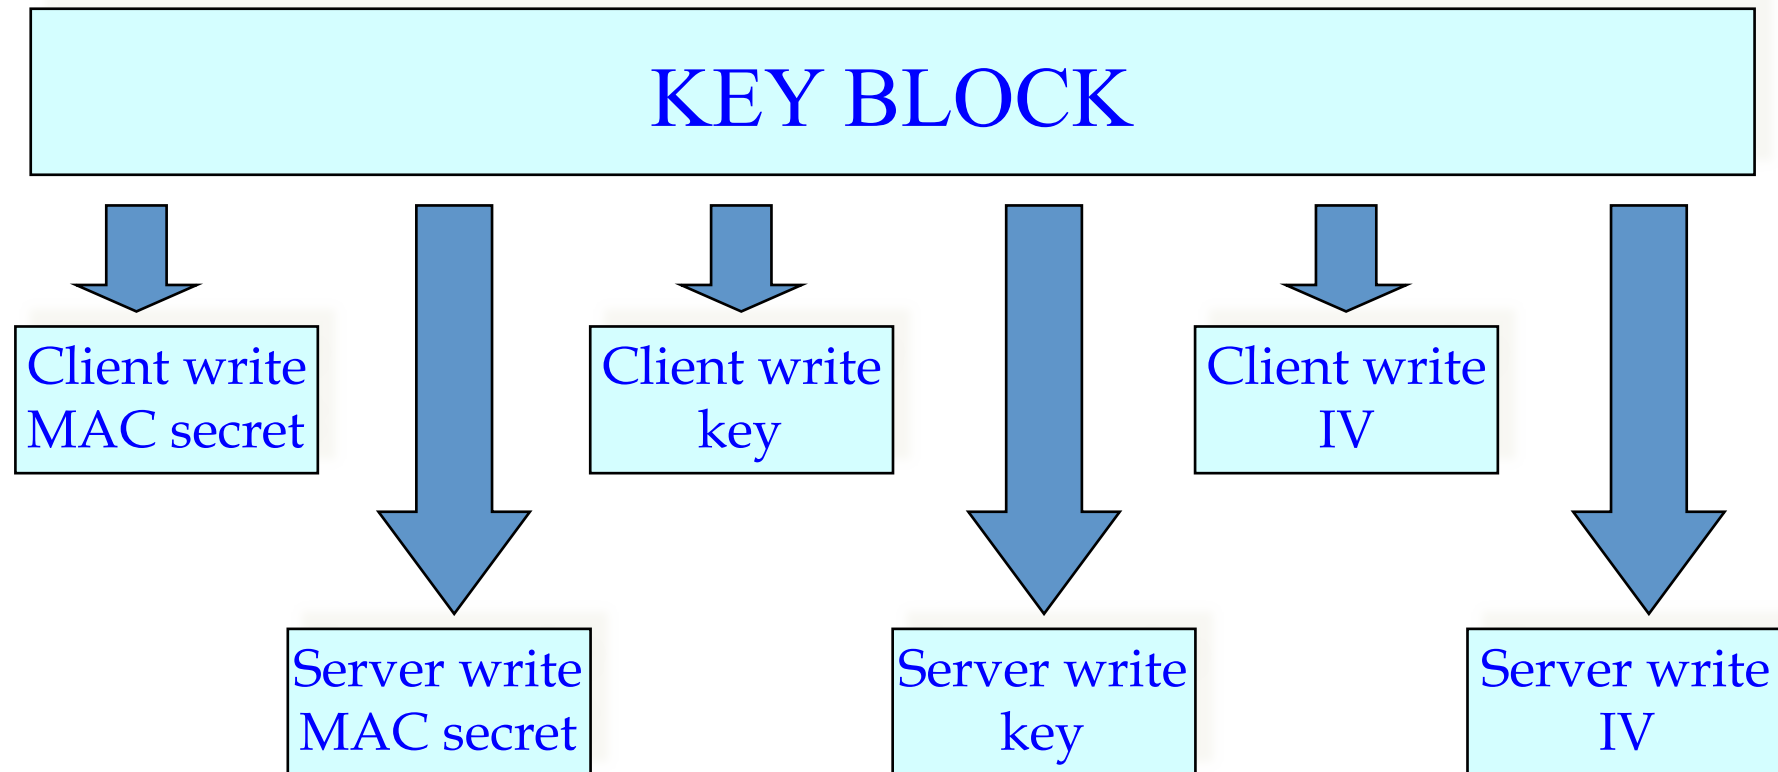 KEY BLOCK
Client write
MAC secret
Client write
key
Client write
IV
Server write
MAC secret
Server write
key
Server write
IV